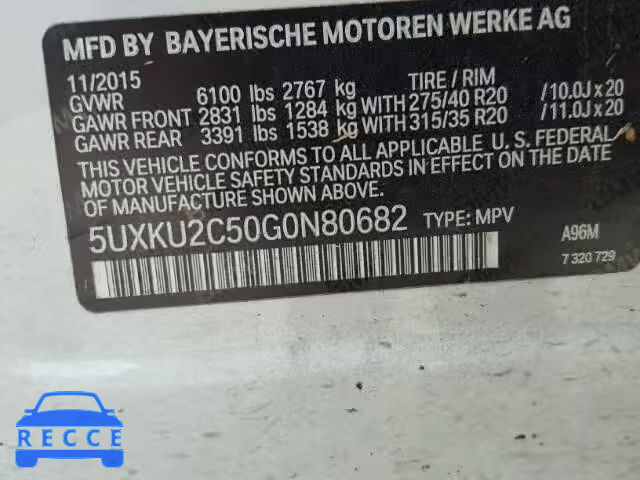 MFD BY BAYERISCHE MOTOREN WERKE AG
11/2015 TIRE / RIM
GVWR 6100 lbs 2767 kg
GAWR FRONT 2831 lbs 1284 kg WITH 275/40 R20 /10.0J x 20
GAWR REAR 3391 lbs 1538 kg WITH 315/35 R20 /11.0J x 20
THIS VEHICLE CONFORMS TO ALL APPLICABLE U. S. FEDERAL
MOTOR VEHICLE SAFETY STANDARDS IN EFFECT ON THE DATE
OF MANUFACTURE SHOWN ABOVE.
5UXKU2C50G0N80682 TYPE: MPV A96M
7 320 729
RECCE